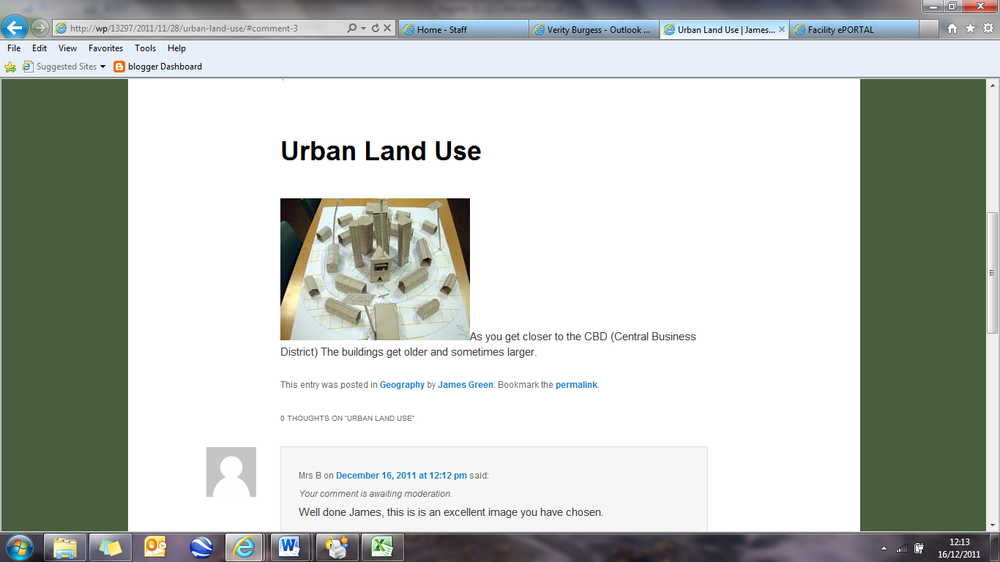 http://wp/13297/2011/11/28/urban-land-use/#comment-3
Home - Staff
Verity Burgess - Outlook ...
Urban Land Use | James...
Facility ePORTAL
File Edit View Favorites Tools Help
Suggested Sites
blogger Dashboard
Urban Land Use
As you get closer to the CBD (Central Business
District) The buildings get older and sometimes larger.
This entry was posted in Geography by James Green. Bookmark the permalink.
0 THOUGHTS ON “URBAN LAND USE”
Mrs B on December 16, 2011 at 12:12 pm said:
Your comment is awaiting moderation.
Well done James, this is is an excellent image you have chosen.
12:13
16/12/2011